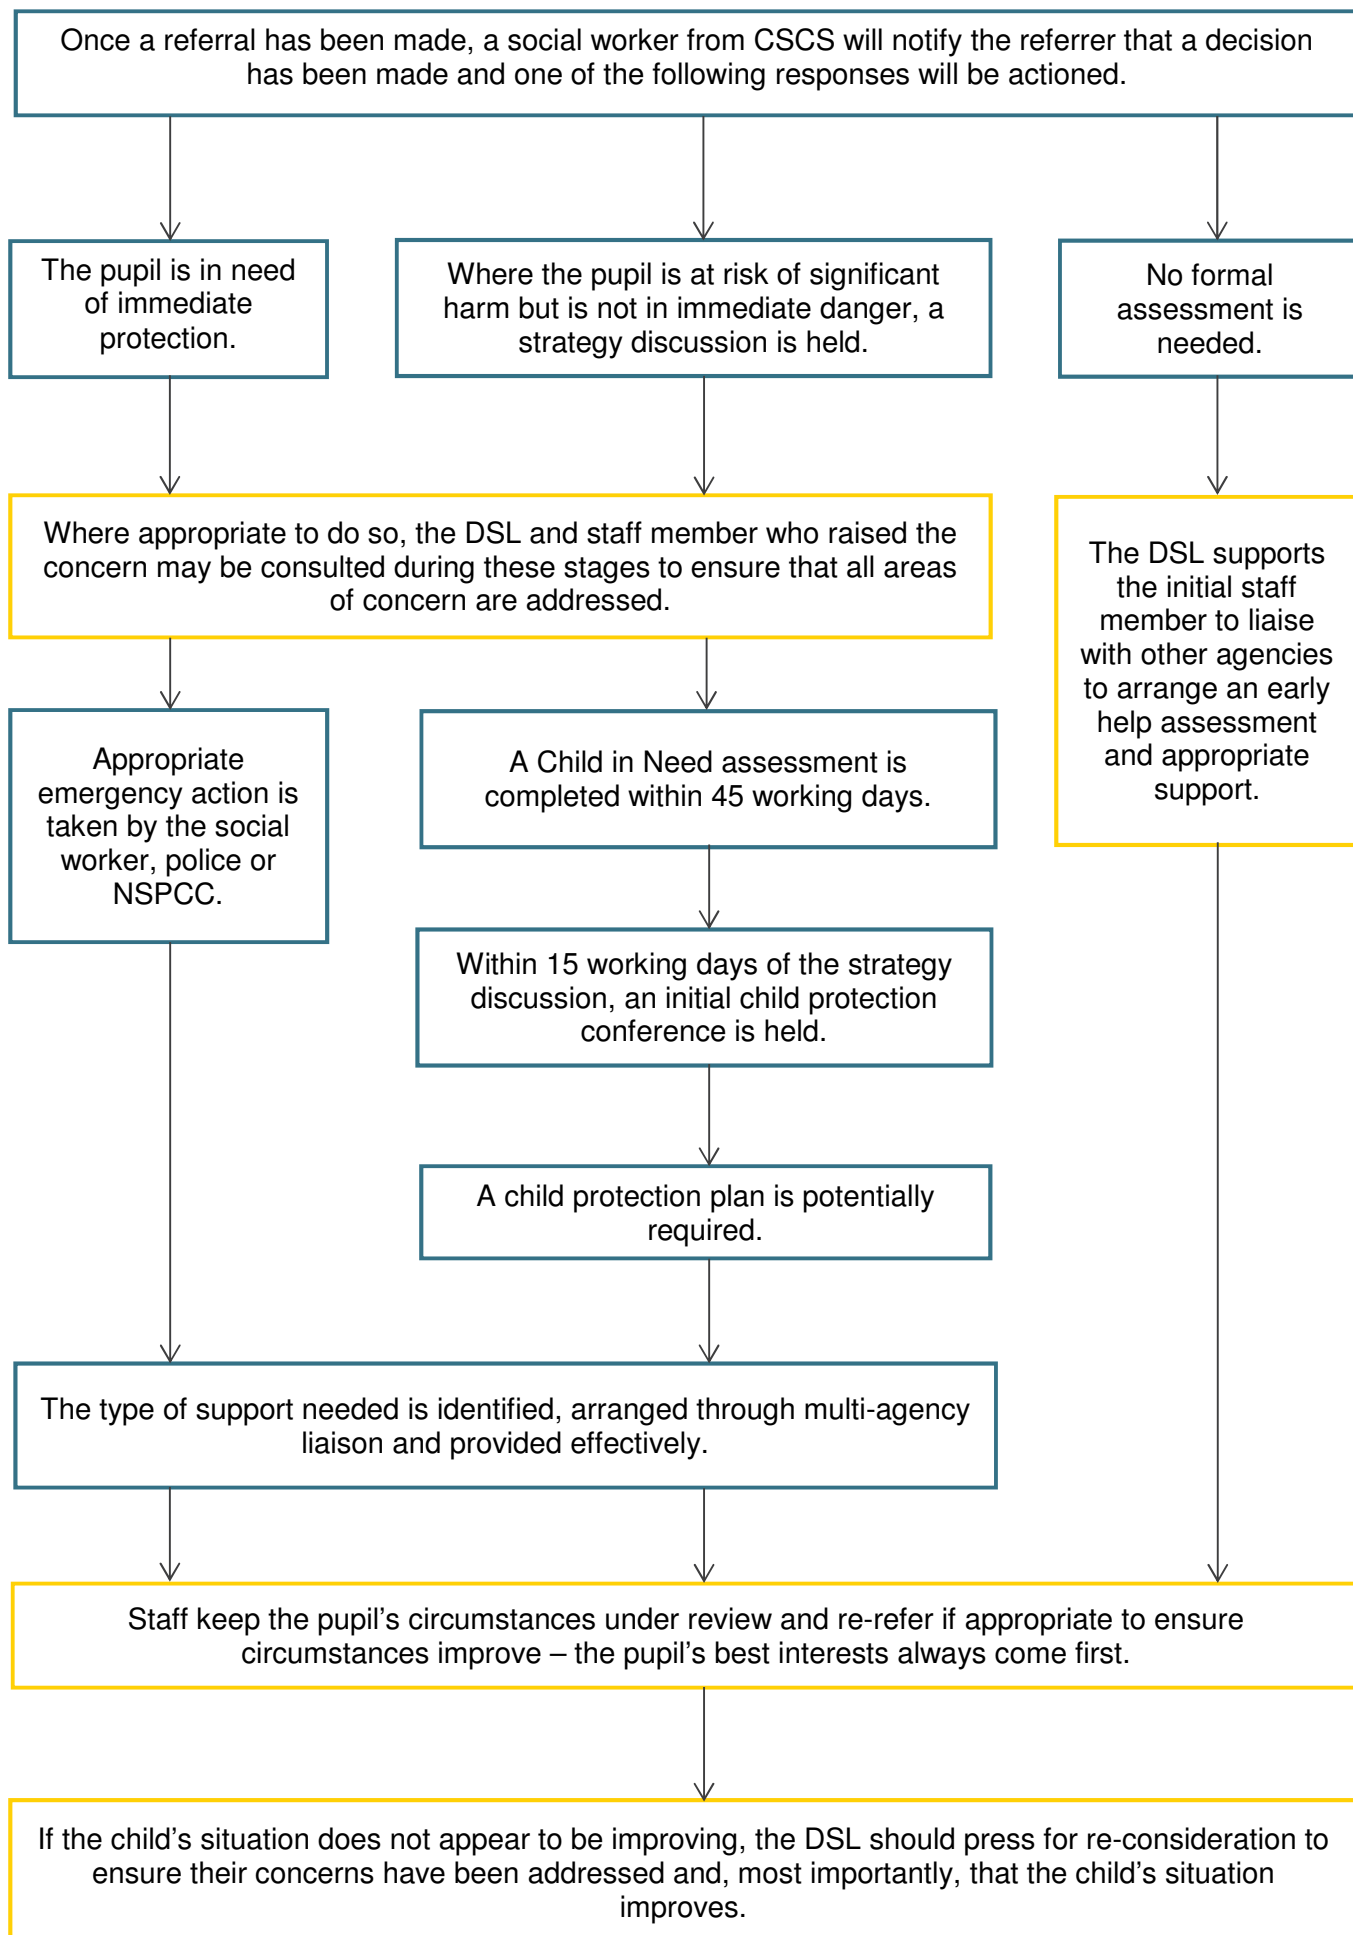 Once a referral has been made, a social worker from CSCS will notify the referrer that a decision
has been made and one of the following responses will be actioned.
The pupil is in need
of immediate
protection.
Where the pupil is at risk of significant
harm but is not in immediate danger, a
strategy discussion is held.
No formal
assessment is
needed.
Where appropriate to do so, the DSL and staff member who raised the
concern may be consulted during these stages to ensure that all areas
of concern are addressed.
The DSL supports
the initial staff
member to liaise
with other agencies
to arrange an early
help assessment
and appropriate
support.
Appropriate
emergency action is
taken by the social
worker, police or
NSPCC.
A Child in Need assessment is
completed within 45 working days.
Within 15 working days of the strategy
discussion, an initial child protection
conference is held.
A child protection plan is potentially
required.
The type of support needed is identified, arranged through multi-agency
liaison and provided effectively.
Staff keep the pupil’s circumstances under review and re-refer if appropriate to ensure
circumstances improve – the pupil’s best interests always come first.
If the child’s situation does not appear to be improving, the DSL should press for re-consideration to
ensure their concerns have been addressed and, most importantly, that the child’s situation
improves.